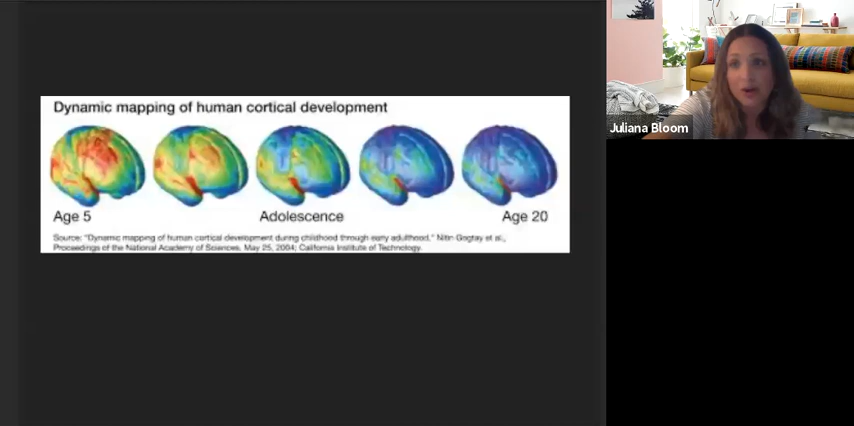 Dynamic mapping of human cortical development
Age 5
Adolescence
Age 20
Source: "Dynamic mapping of human cortical development during childhood through early adulthood," Nitin Gogtay et al.,
Proceedings of the National Academy of Sciences, May 25, 2004; California Institute of Technology.
Juliana Bloom